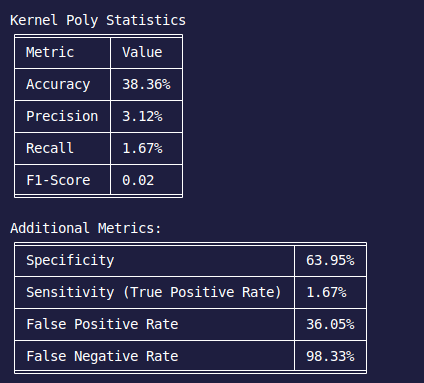 Kernel Poly Statistics
Metric Value
Accuracy 38.36%
Precision 3.12%
Recall 1.67%
F1-Score 0.02
Additional Metrics:
Specificity 63.95%
Sensitivity (True Positive Rate) 1.67%
False Positive Rate 36.05%
False Negative Rate 98.33%